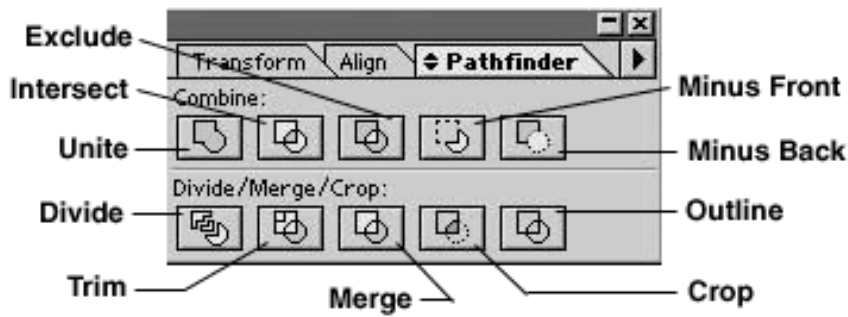 Exclude
Transform Align Pathfinder
Intersect
Combine:
Minus Front
Unite
Minus Back
Divide/Merge/Crop:
Divide
Outline
Trim
Merge
Crop